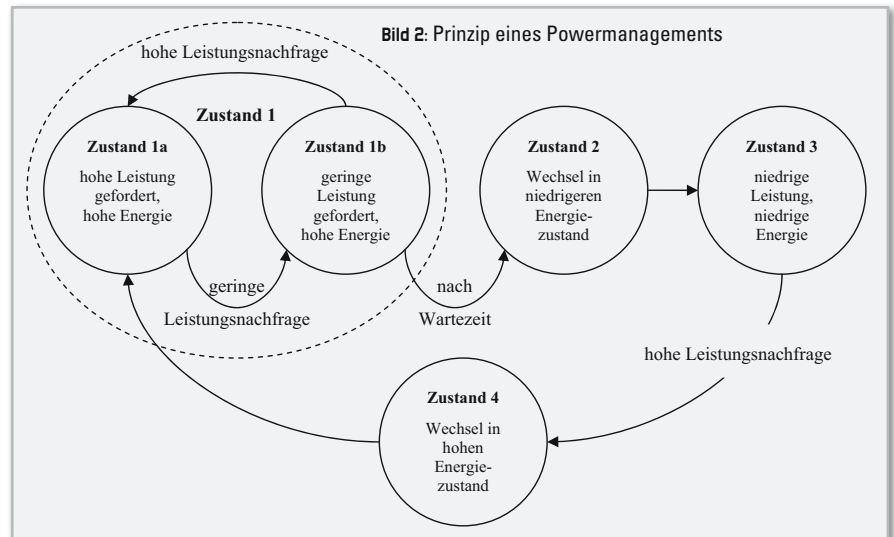 Bild 2: Prinzip eines Powermanagements
hohe Leistungsnachfrage
Zustand 1
Zustand 1a
hohe Leistung
gefordert,
hohe Energie
Zustand 1b
geringe
Leistung
gefordert,
hohe Energie
Zustand 2
Wechsel in
niedrigeren
Energie-
zustand
Zustand 3
niedrige
Leistung,
niedrige
Energie
geringe
Leistungsnachfrage
nach
Wartezeit
hohe Leistungsnachfrage
Zustand 4
Wechsel in
hohen
Energie-
zustand